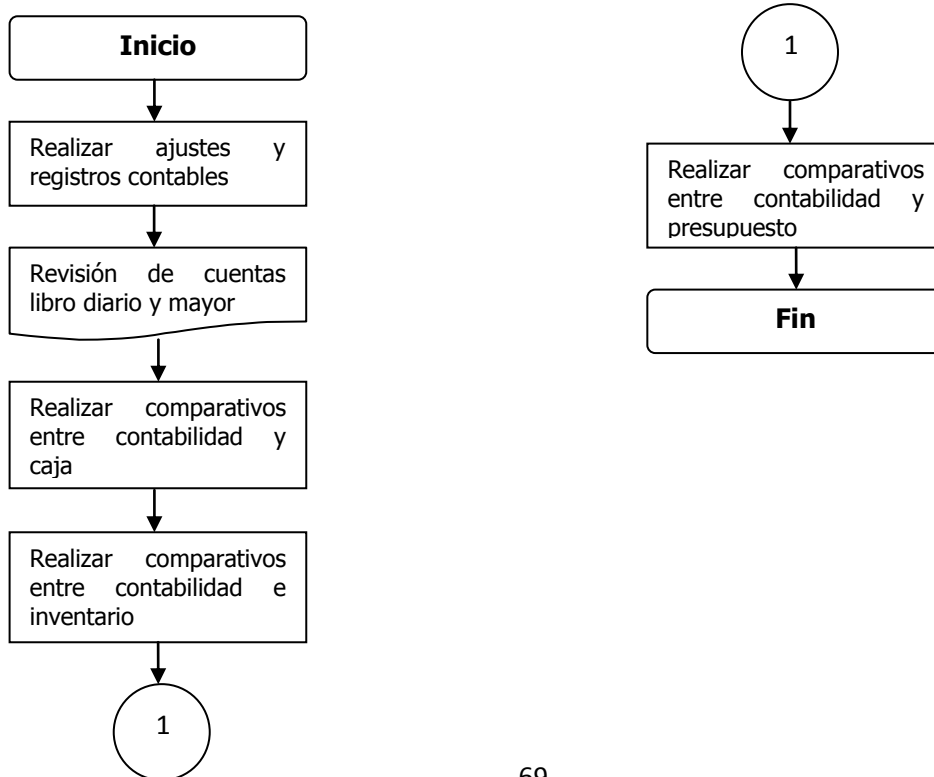 Inicio
Realizar ajustes y
registros contables
Revisión de cuentas
libro diario y mayor
Realizar comparativos
entre contabilidad y
caja
Realizar comparativos
entre contabilidad e
inventario
1
1
Realizar comparativos
entre contabilidad y
presupuesto
Fin
69